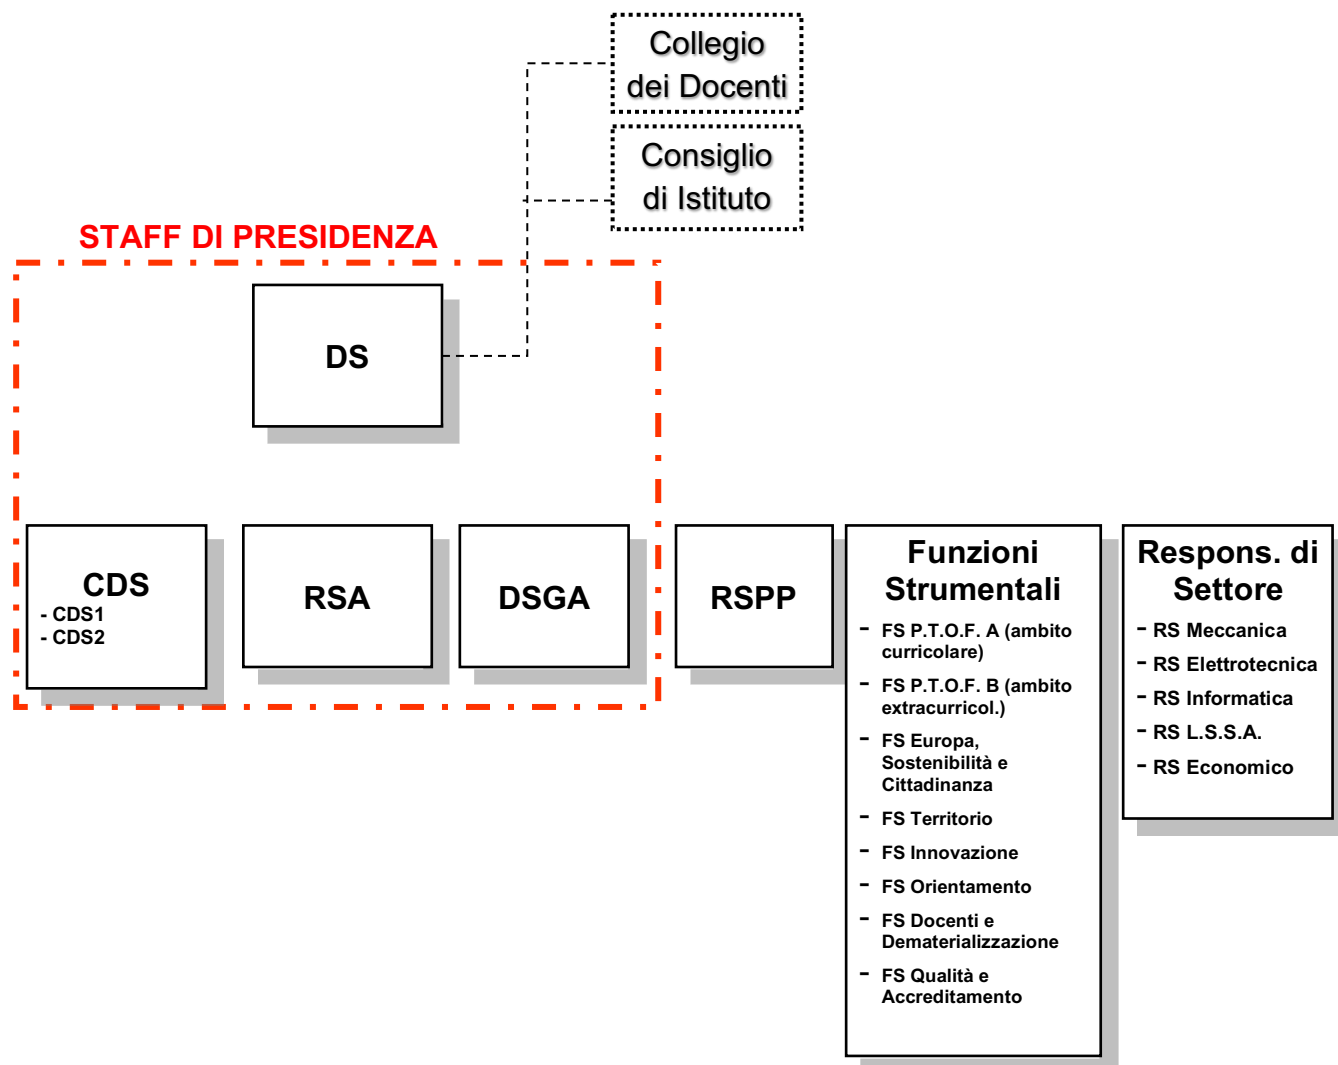 Collegio
dei Docenti
Consiglio
di Istituto
STAFF DI PRESIDENZA
DS
CDS
- CDS1
- CDS2
RSA
DSGA
RSPP
Funzioni
Strumentali
- FS P.T.O.F. A (ambito
curricolare)
- FS P.T.O.F. B (ambito
extracurricol.)
- FS Europa,
Sostenibilità e
Cittadinanza
- FS Territorio
- FS Innovazione
- FS Orientamento
- FS Docenti e
Dematerializzazione
- FS Qualità e
Accreditamento
Respons. di
Settore
- RS Meccanica
- RS Elettrotecnica
- RS Informatica
- RS L.S.S.A.
- RS Economico